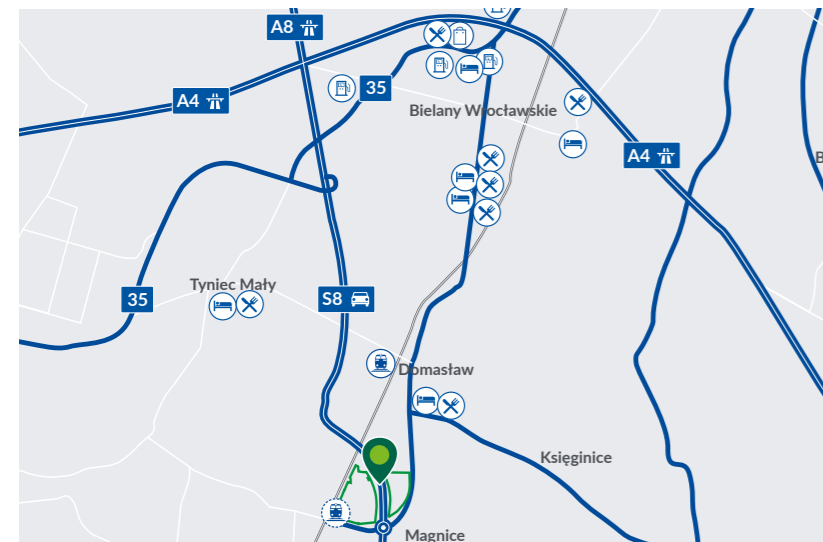 A8
A4
35
Bielany Wrocławskie
A4
B
Tyniec Mały
35
S8
Domasław
Księginice
Magnice